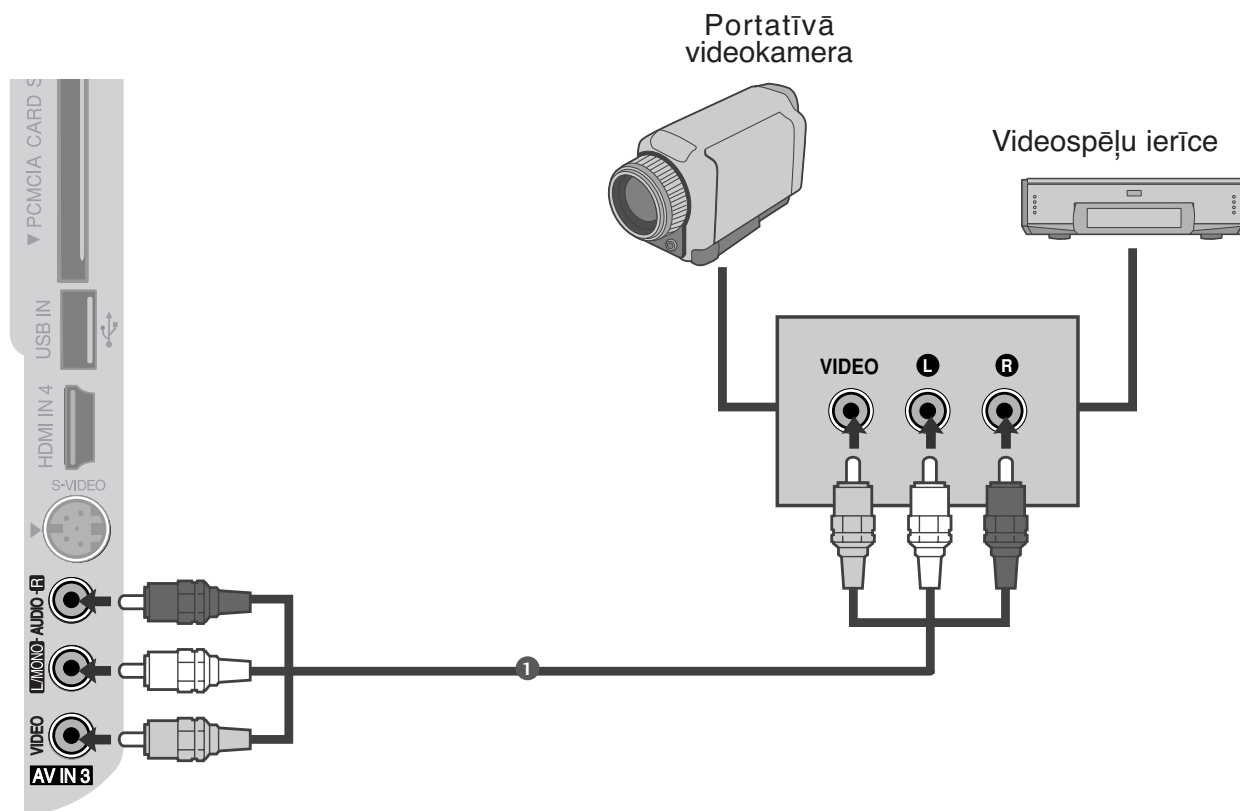 Portatīvā
videokamera
Videospēļu ierīce
▼ PCMCIA CARD S
USB IN
HDMI IN 4
S-VIDEO
L/MONO- AUDIO -R
VIDEO
AV IN 3
VIDEO L R
1